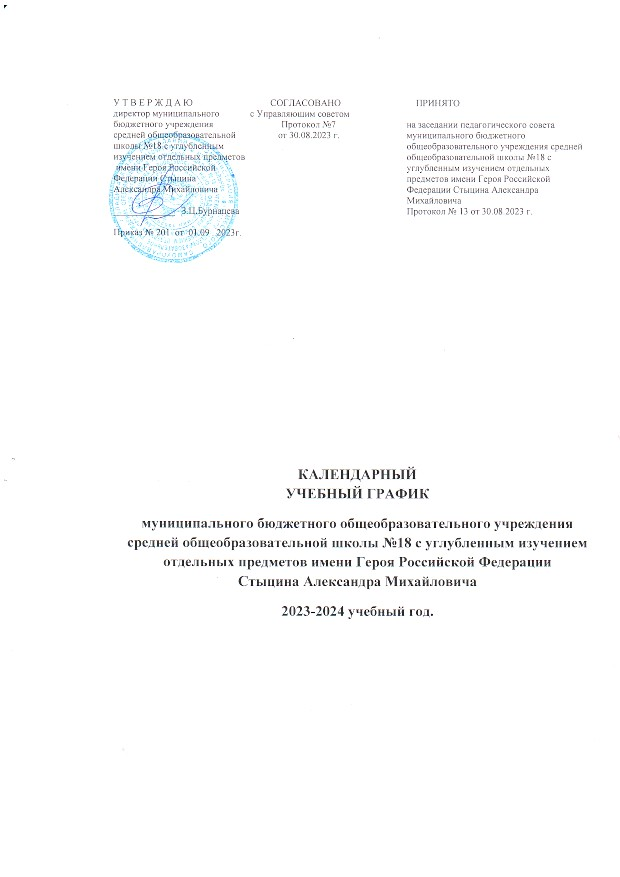 У Т В Е Р Ж Д А Ю
директор муниципального
бюджетного учреждения
средней общеобразовательной
школы №18 с углубленным
изучением отдельных предметов
имени Героя Российской
Федерации Стыцина
Александра Михайловича
З.Ц.Бурнацева
Приказ № 201 от 01.09 2023г.
СОГЛАСОВАНО
с Управляющим советом
Протокол №7
от 30.08.2023 г.
ПРИНЯТО
на заседании педагогического совета
муниципального бюджетного
общеобразовательного учреждения средней
общеобразовательной школы №18 с
углубленным изучением отдельных
предметов имени Героя Российской
Федерации Стыцина Александра
Михайловича
Протокол № 13 от 30.08 2023 г.
КАЛЕНДАРНЫЙ
УЧЕБНЫЙ ГРАФИК
муниципального бюджетного общеобразовательного учреждения
средней общеобразовательной школы №18 с углубленным изучением
отдельных предметов имени Героя Российской Федерации
Стыцина Александра Михайловича
2023-2024 учебный год.